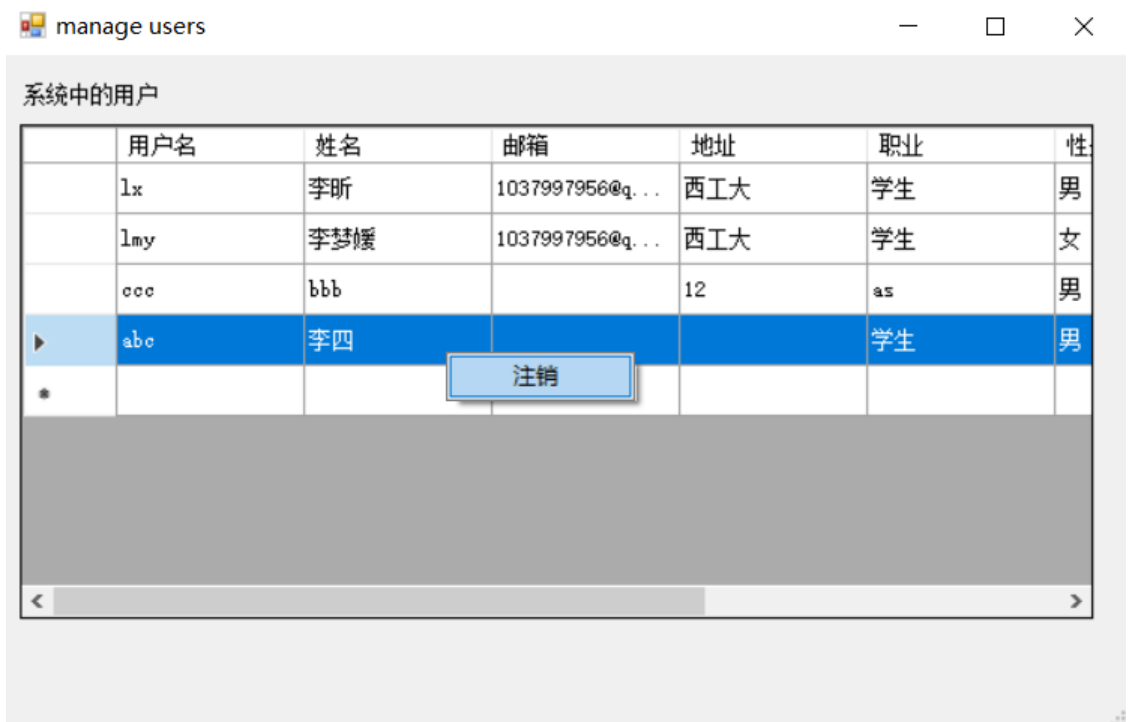 manage users
系统中的用户
用户名 姓名 邮箱 地址 职业 性
lx 李昕 1037997956@q... 西工大 学生 男
lmy 李梦媛 1037997956@q... 西工大 学生 女
ccc bbb 12 as 男
abc 李四 学生 男
注销